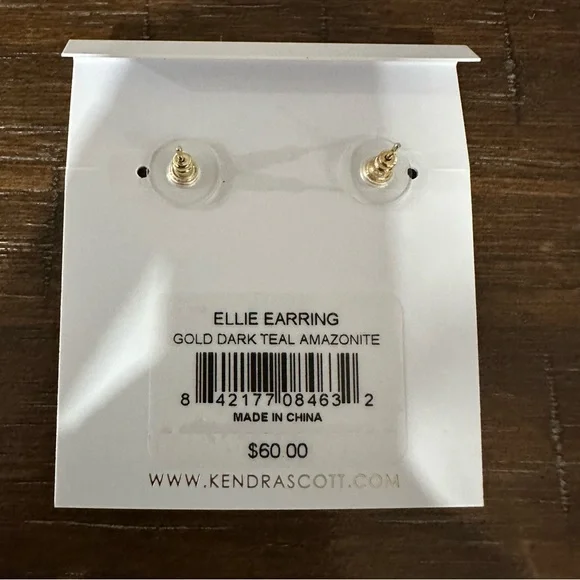 ELLIE EARRING
GOLD DARK TEAL AMAZONITE
8 42177 08463 2
MADE IN CHINA
$60.00
WWW.KENDRASCOTT.COM